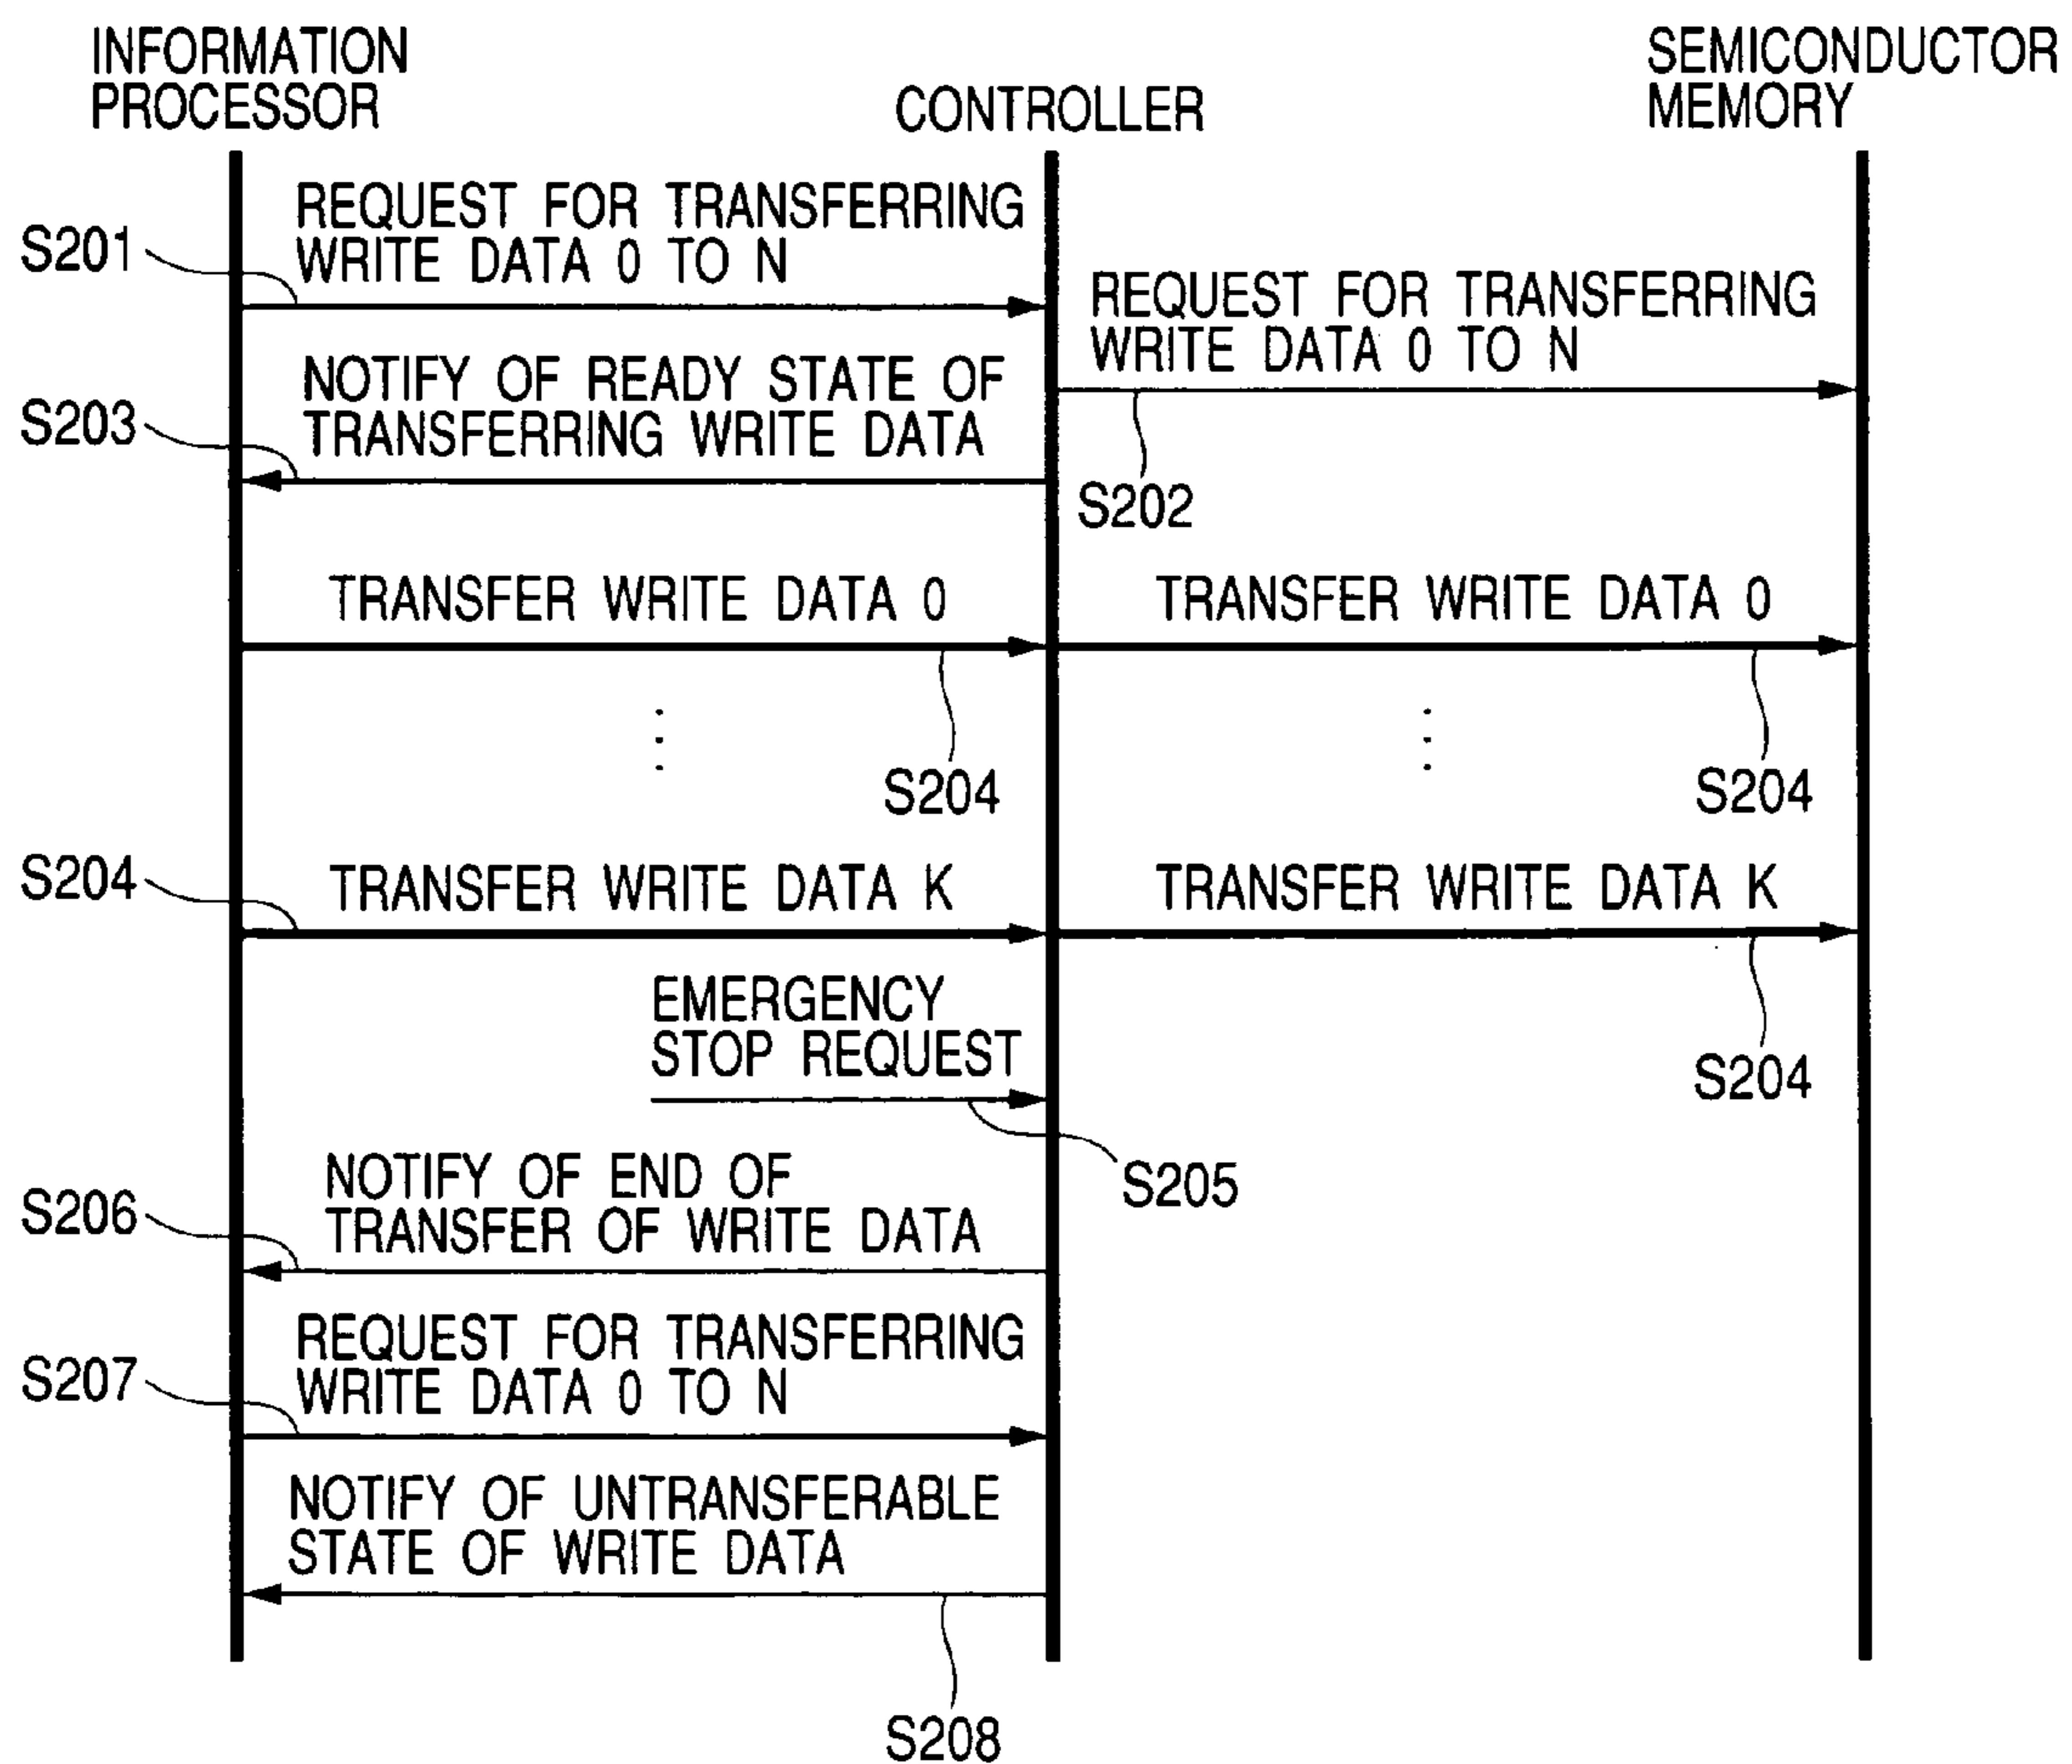 INFORMATION
PROCESSOR
CONTROLLER
SEMICONDUCTOR
MEMORY
REQUEST FOR TRANSFERRING
WRITE DATA 0 TO N
S201
REQUEST FOR TRANSFERRING
WRITE DATA 0 TO N
S202
NOTIFY OF READY STATE OF
TRANSFERRING WRITE DATA
S203
TRANSFER WRITE DATA 0
S204
TRANSFER WRITE DATA 0
S204
TRANSFER WRITE DATA K
S204
TRANSFER WRITE DATA K
S204
EMERGENCY
STOP REQUEST
S205
NOTIFY OF END OF
TRANSFER OF WRITE DATA
S206
REQUEST FOR TRANSFERRING
WRITE DATA 0 TO N
S207
NOTIFY OF UNTRANSFERABLE
STATE OF WRITE DATA
S208